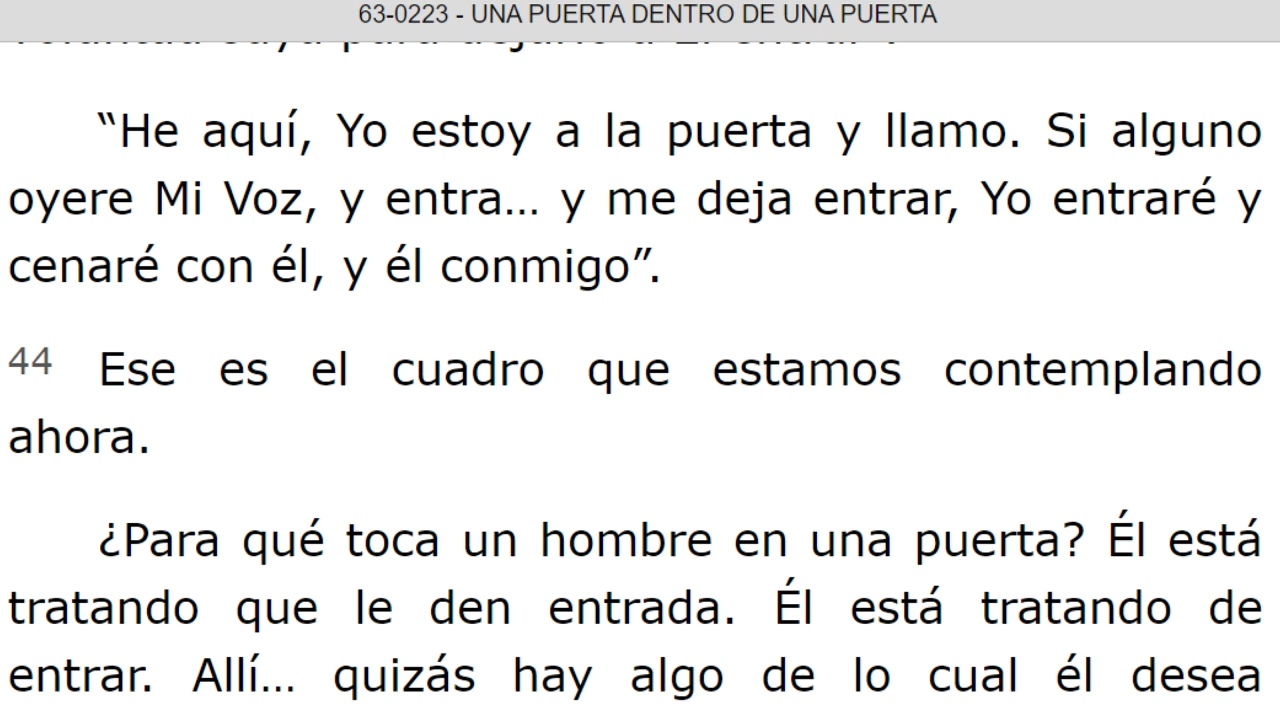 63-0223 - UNA PUERTA DENTRO DE UNA PUERTA
“He aquí, Yo estoy a la puerta y llamo. Si alguno
oyere Mi Voz, y entra… y me deja entrar, Yo entraré y
cenaré con él, y él conmigo”.
44 Ese es el cuadro que estamos contemplando
ahora.
¿Para qué toca un hombre en una puerta? Él está
tratando que le den entrada. Él está tratando de
entrar. Allí… quizás hay algo de lo cual él desea